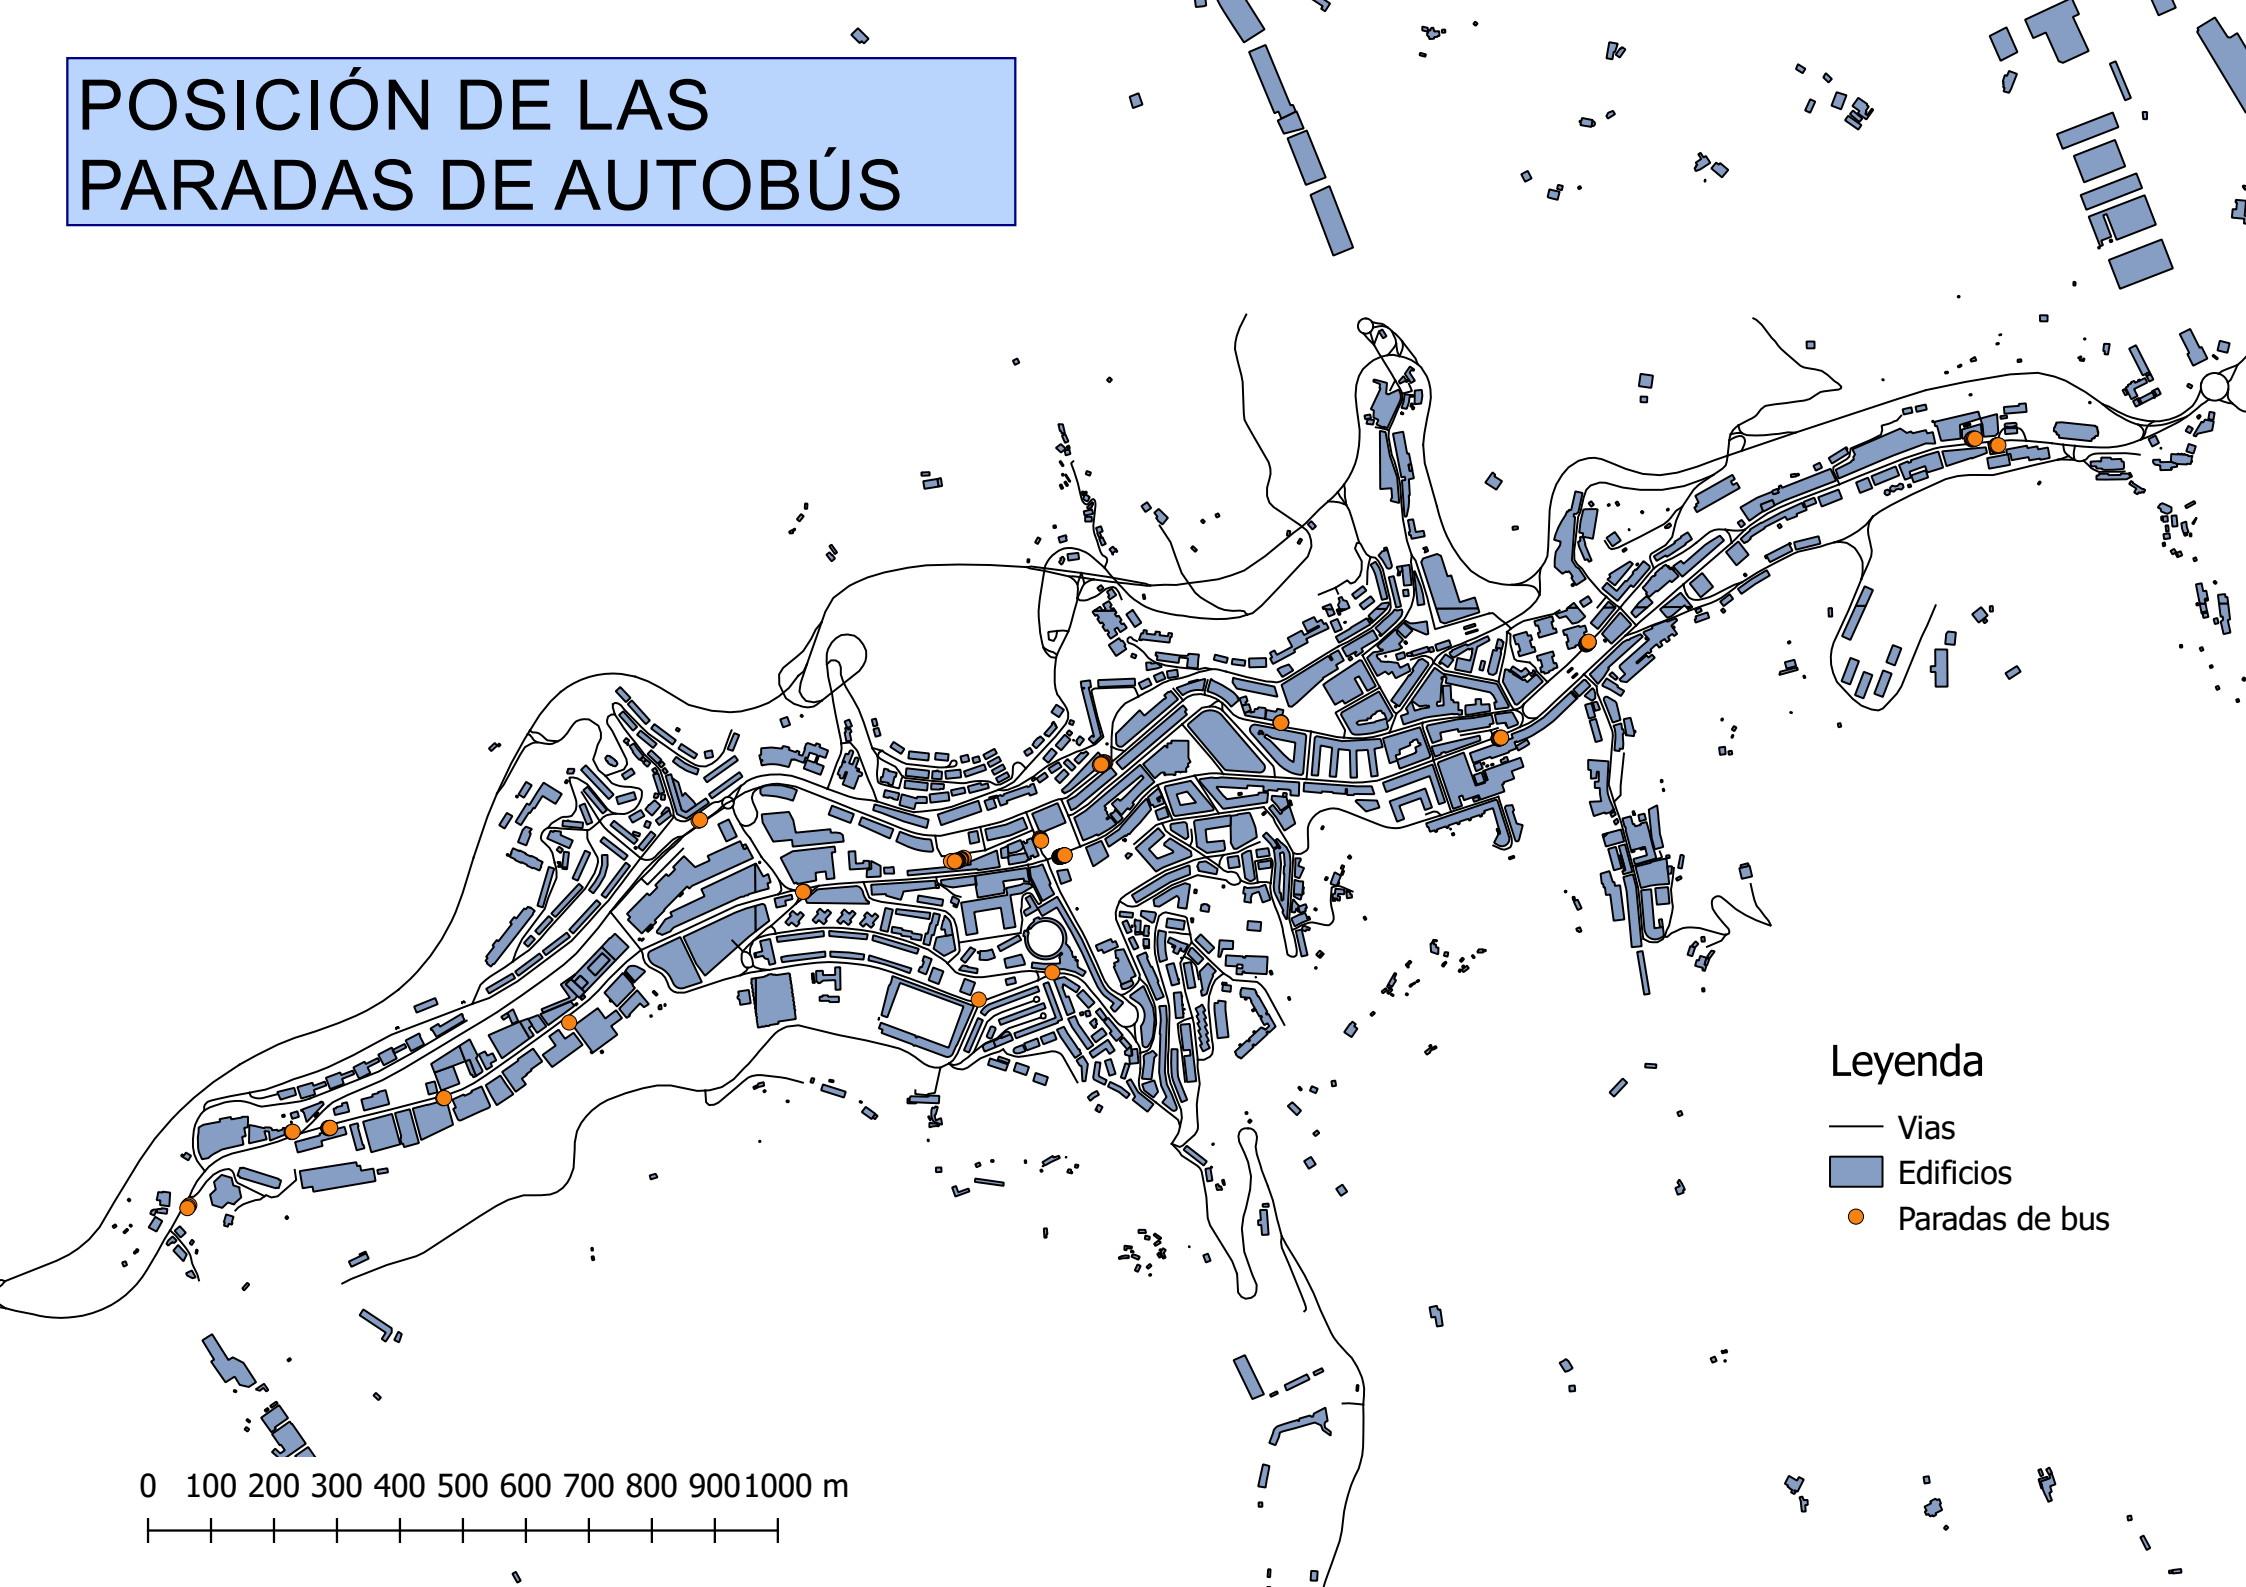 POSICIÓN DE LAS
PARADAS DE AUTOBÚS
Leyenda
Vias
Edificios
Paradas de bus
0 100 200 300 400 500 600 700 800 900 1000 m